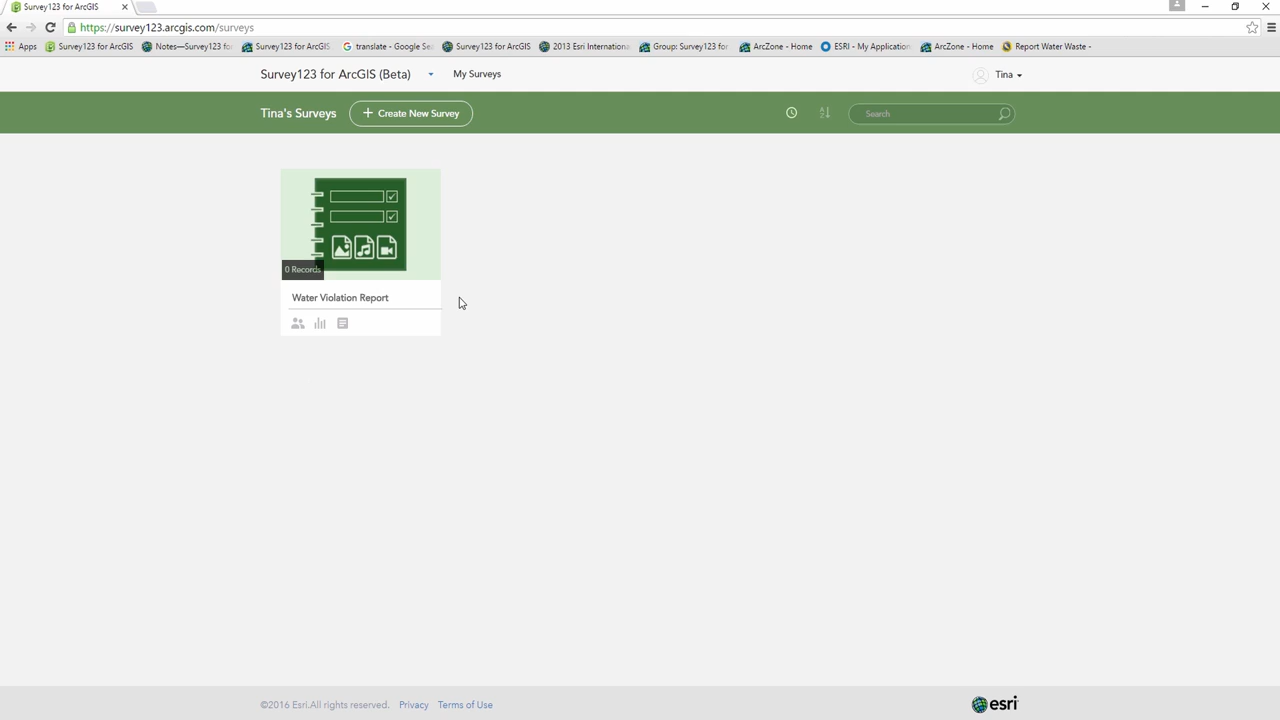 Survey123 for ArcGIS
https://survey123.arcgis.com/surveys
Apps Survey123 for ArcGIS Notes—Survey123 fo Survey123 for ArcGIS translate - Google Se Survey123 for ArcGIS 2013 Esri Internationa Group: Survey123 for ArcZone - Home ESRI - My Application ArcZone - Home Report Water Waste -
Survey123 for ArcGIS (Beta) My Surveys Tina
Tina's Surveys + Create New Survey Search
0 Records
Water Violation Report
©2016 Esri.All rights reserved. Privacy Terms of Use esri